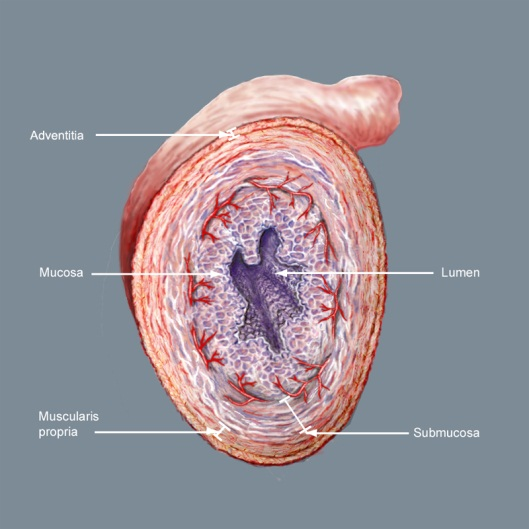 Adventitia
Mucosa
Lumen
Muscularis
propria
Submucosa